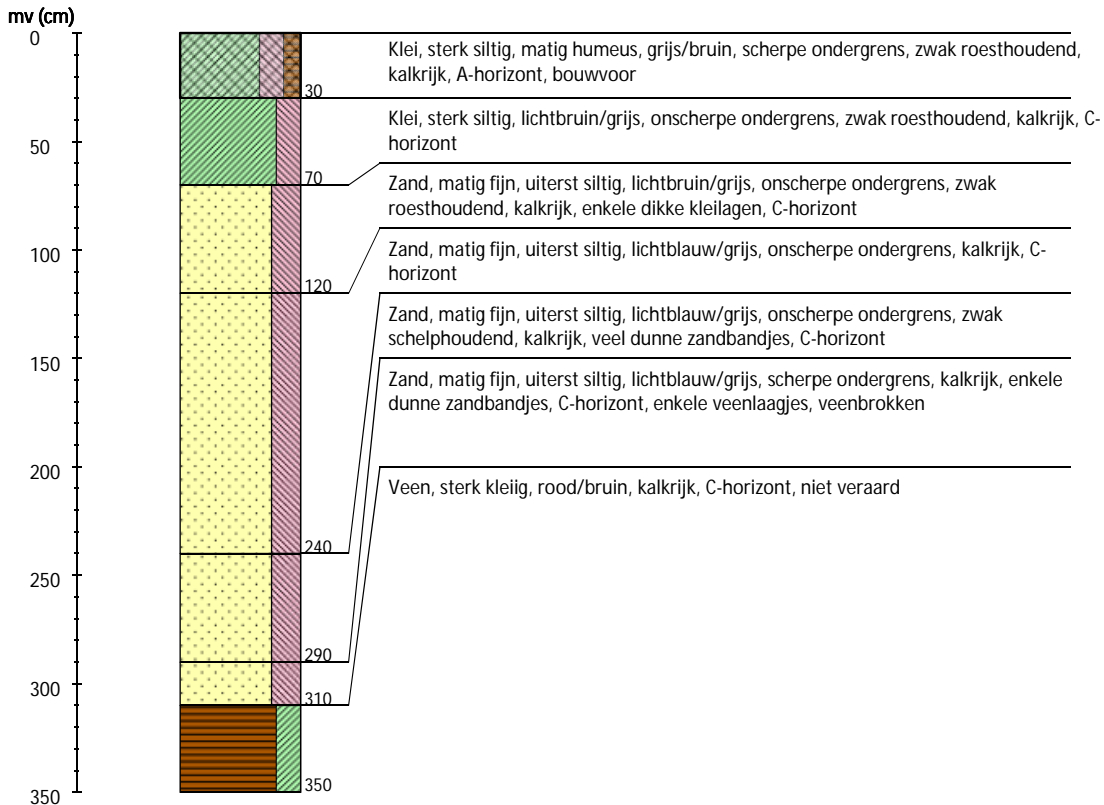 mv (cm)
0
Klei, sterk siltig, matig humeus, grijs/bruin, scherpe ondergrens, zwak roesthoudend,
kalkrijk, A-horizont, bouwvoor
30
Klei, sterk siltig, lichtbruin/grijs, onscherpe ondergrens, zwak roesthoudend, kalkrijk, C-
horizont
50
70
Zand, matig fijn, uiterst siltig, lichtbruin/grijs, onscherpe ondergrens, zwak
roesthoudend, kalkrijk, enkele dikke kleilagen, C-horizont
100
Zand, matig fijn, uiterst siltig, lichtblauw/grijs, onscherpe ondergrens, kalkrijk, C-
horizont
120
Zand, matig fijn, uiterst siltig, lichtblauw/grijs, onscherpe ondergrens, zwak
schelphoudend, kalkrijk, veel dunne zandbandjes, C-horizont
150
Zand, matig fijn, uiterst siltig, lichtblauw/grijs, scherpe ondergrens, kalkrijk, enkele
dunne zandbandjes, C-horizont, enkele veenlaagjes, veenbrokken
200
Veen, sterk kleiig, rood/bruin, kalkrijk, C-horizont, niet veraard
240
250
290
300
310
350
350